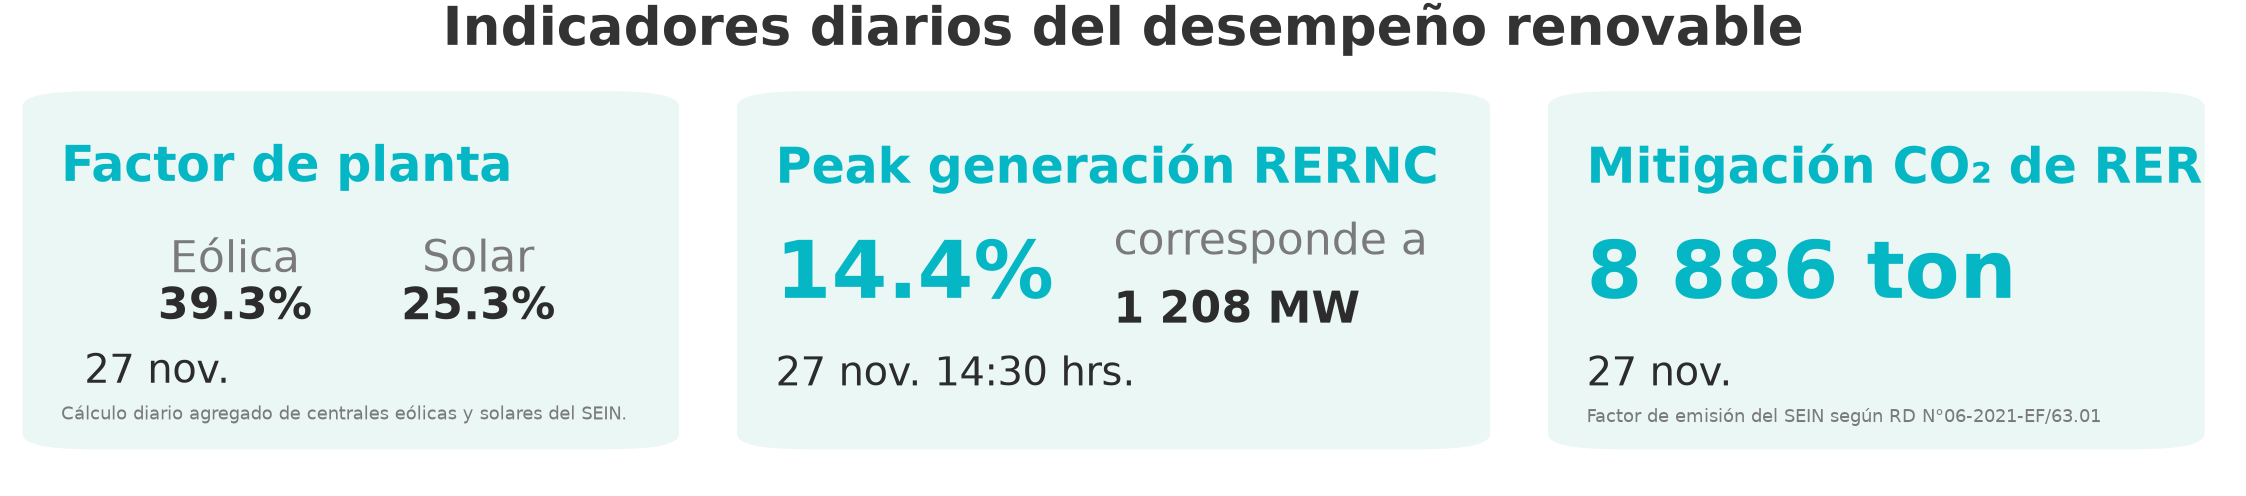 Indicadores diarios del desempeño renovable
Factor de planta
Eólica
39.3%
Solar
25.3%
27 nov.
Cálculo diario agregado de centrales eólicas y solares del SEIN.
Peak generación RERNC
14.4%
corresponde a
1 208 MW
27 nov. 14:30 hrs.
Mitigación CO₂ de RER
8 886 ton
27 nov.
Factor de emisión del SEIN según RD N°06-2021-EF/63.01